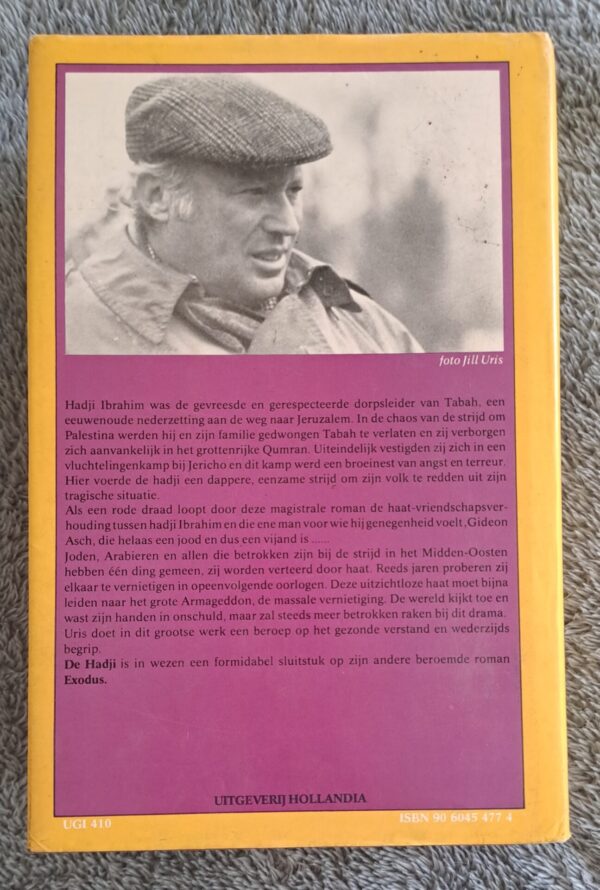 foto Jill Uris
Hadji Ibrahim was de gevreesde en gerespecteerde dorpsleider van Tabah, een
eeuwenoude nederzetting aan de weg naar Jeruzalem. In de chaos van de strijd om
Palestina werden hij en zijn familie gedwongen Tabah te verlaten en zij verborgen
zich aanvankelijk in het grottenrijke Qumran. Uiteindelijk vestigden zij zich in een
vluchtelingenkamp bij Jericho en dit kamp werd een broeinest van angst en terreur.
Hier voerde de hadji een dappere, eenzame strijd om zijn volk te redden uit zijn
tragische situatie.
Als een rode draad loopt door deze magistrale roman de haat-vriendschapsver-
houding tussen hadji Ibrahim en die ene man voor wie hij genegenheid voelt, Gideon
Asch, die helaas een jood en dus een vijand is ......
Joden, Arabieren en allen die betrokken zijn bij de strijd in het Midden-Oosten
hebben één ding gemeen, zij worden verteerd door haat. Reeds jaren proberen zij
elkaar te vernietigen in opeenvolgende oorlogen. Deze uitzichtloze haat moet bijna
leiden naar het grote Armageddon, de massale vernietiging. De wereld kijkt toe en
wast zijn handen in onschuld, maar zal steeds meer betrokken raken bij dit drama.
Uris doet in dit grootse werk een beroep op het gezonde verstand en wederzijds
begrip.
De Hadji is in wezen een formidabel sluitstuk op zijn andere beroemde roman
Exodus.
UITGEVERIJ HOLLANDIA
UGI 410
ISBN 90 6045 477 4